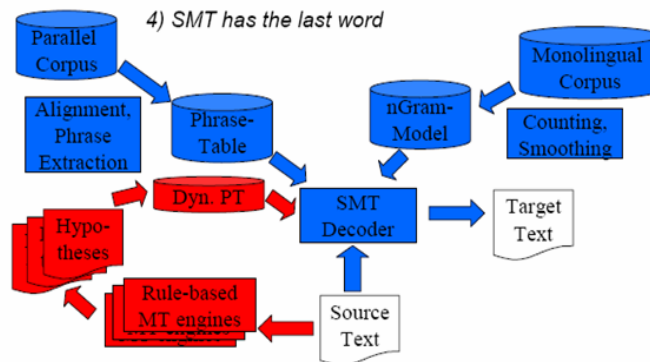 4) SMT has the last word
Parallel
Corpus
Monolingual
Corpus
Alignment,
Phrase
Extraction
Phrase-
Table
nGram-
Model
Counting,
Smoothing
Dyn. PT
SMT
Decoder
Target
Text
Hypo-
theses
Rule-based
MT engines
Source
Text